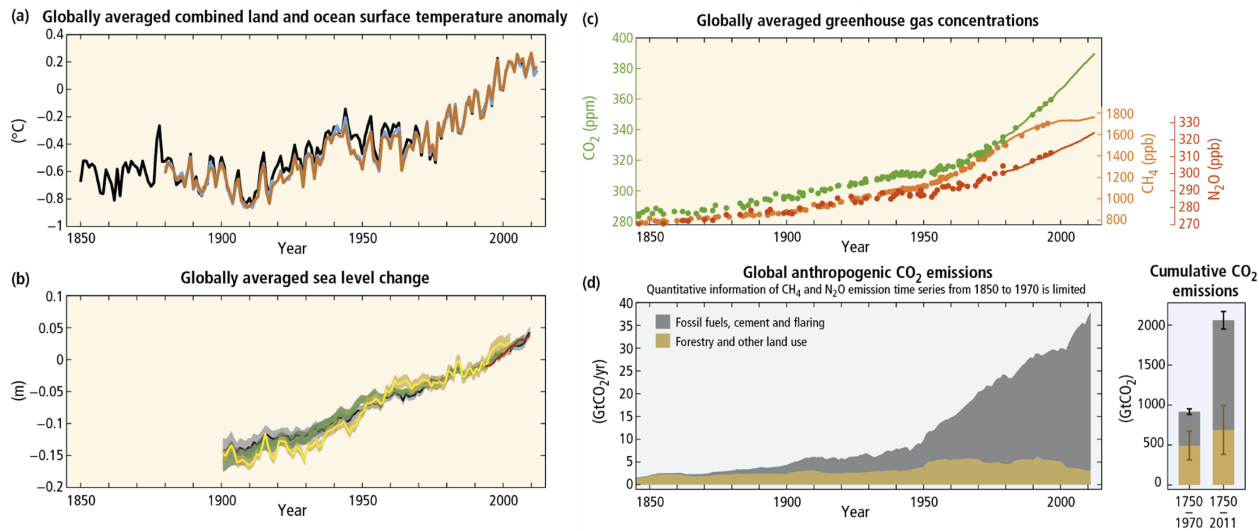 (a) Globally averaged combined land and ocean surface temperature anomaly
0.4
0.2
0
−0.2
−0.4
−0.6
−0.8
−1
(°C)
1850 1900 1950 2000
Year
(b) Globally averaged sea level change
0.1
0.05
0
−0.05
−0.1
−0.15
−0.2
(m)
1850 1900 1950 2000
Year
(c) Globally averaged greenhouse gas concentrations
400
380
360
340
320
300
280
CO2 (ppm)
1800
1600
1400
1200
1000
800
CH4 (ppb)
330
320
310
300
290
280
270
N2O (ppb)
1850 1900 1950 2000
Year
(d) Global anthropogenic CO2 emissions
Quantitative information of CH4 and N2O emission time series from 1850 to 1970 is limited
40
35
30
25
20
15
10
5
0
(GtCO2/yr)
Fossil fuels, cement and flaring
Forestry and other land use
1850 1900 1950 2000
Year
Cumulative CO2
emissions
2000
1500
1000
500
0
(GtCO2)
1750 1750
– –
1970 2011